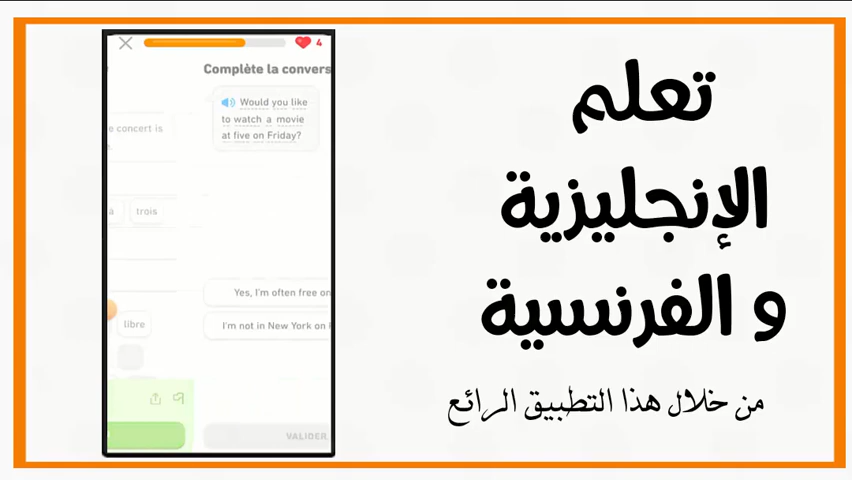 4
Complète la convers
Would you like
to watch a movie
at five on Friday?
e concert is
trois
libre
Yes, I'm often free on
I'm not in New York on
VALIDER
تعلم
الإنجليزية
و الفرنسية
من خلال هذا التطبيق الرائع